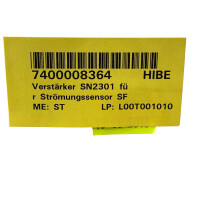 7400008364 HIBE
Verstärker SN2301 fü
r Strömungssensor SF
ME: ST LP: L00T001010